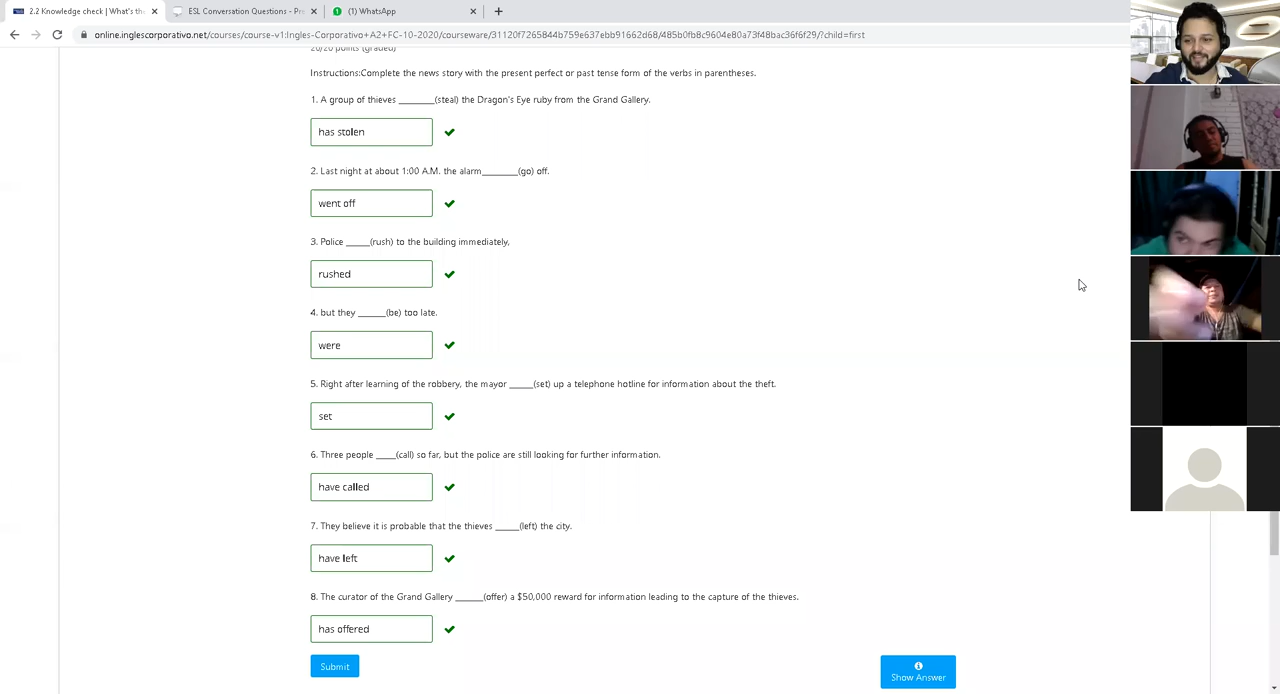 2.2 Knowledge check | What's th
ESL Conversation Questions - Pre
(1) WhatsApp
online.inglescorporativo.net/courses/course-v1:Ingles-Corporativo+A2+FC-10-2020/courseware/31120f7265844b759e637ebb91662d68/485b0fb8c9604e80a73f48bac36f6f29/?child=first
20/20 points (graded)
Instructions:Complete the news story with the present perfect or past tense form of the verbs in parentheses.
1. A group of thieves ________(steal) the Dragon's Eye ruby from the Grand Gallery.
has stolen
2. Last night at about 1:00 A.M. the alarm________(go) off.
went off
3. Police _____(rush) to the building immediately,
rushed
4. but they ______(be) too late.
were
5. Right after learning of the robbery, the mayor _____(set) up a telephone hotline for information about the theft.
set
6. Three people ____(call) so far, but the police are still looking for further information.
have called
7. They believe it is probable that the thieves _____(left) the city.
have left
8. The curator of the Grand Gallery ______(offer) a $50,000 reward for information leading to the capture of the thieves.
has offered
Submit
Show Answer